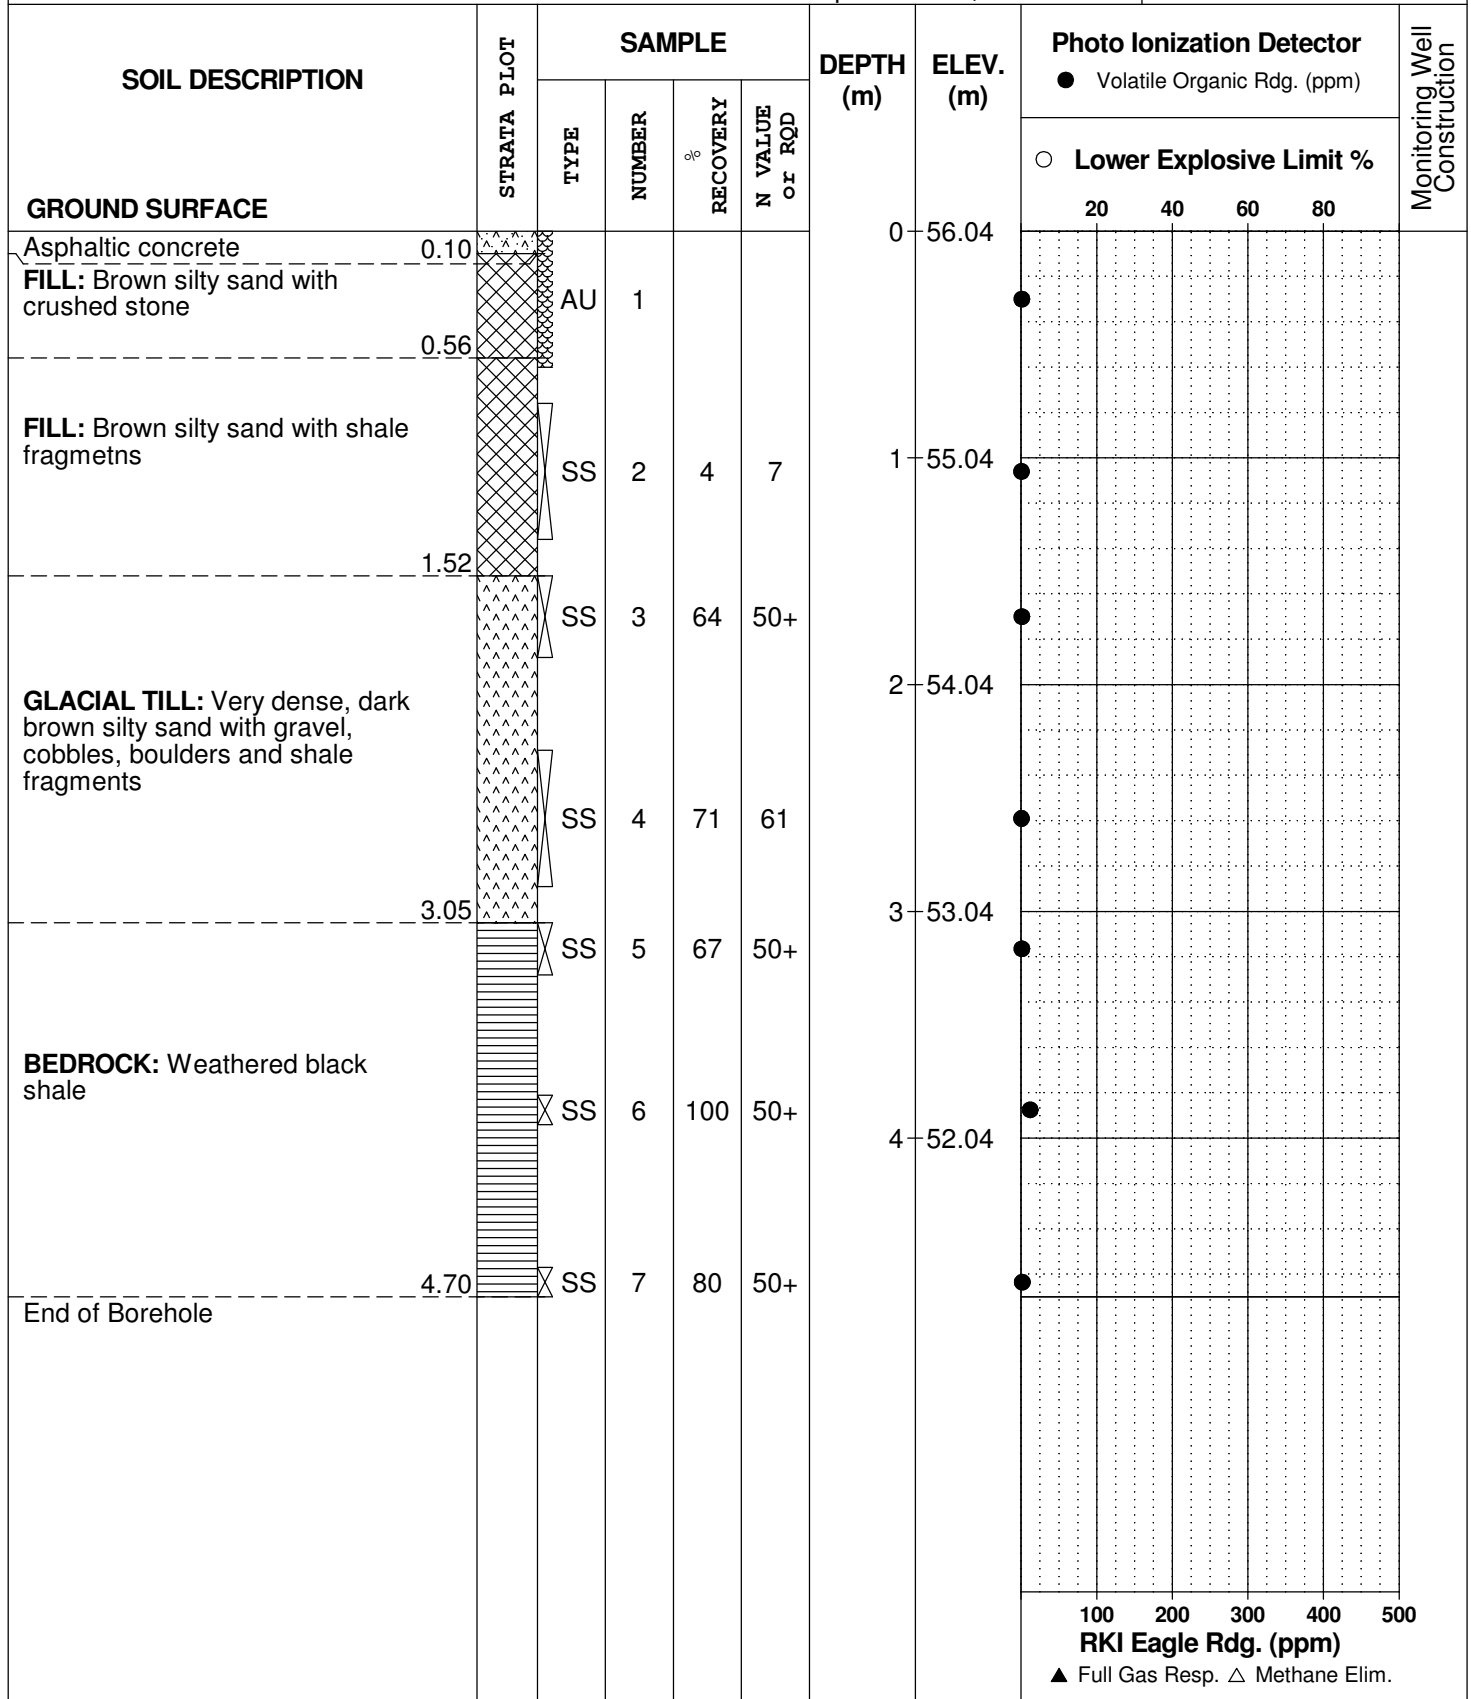 SOIL DESCRIPTION
GROUND SURFACE
STRATA PLOT
SAMPLE
TYPE
NUMBER
%
RECOVERY
N VALUE
or RQD
DEPTH
(m)
ELEV.
(m)
Photo Ionization Detector
● Volatile Organic Rdg. (ppm)
○ Lower Explosive Limit %
20 40 60 80
Monitoring Well
Construction
0 56.04
Asphaltic concrete 0.10
FILL: Brown silty sand with
crushed stone
AU 1
0.56
FILL: Brown silty sand with shale
fragmetns
1 55.04
SS 2 4 7
1.52
SS 3 64 50+
2 54.04
GLACIAL TILL: Very dense, dark
brown silty sand with gravel,
cobbles, boulders and shale
fragments
SS 4 71 61
3.05
3 53.04
SS 5 67 50+
BEDROCK: Weathered black
shale
SS 6 100 50+
4 52.04
4.70
SS 7 80 50+
End of Borehole
100 200 300 400 500
RKI Eagle Rdg. (ppm)
▲ Full Gas Resp. △ Methane Elim.